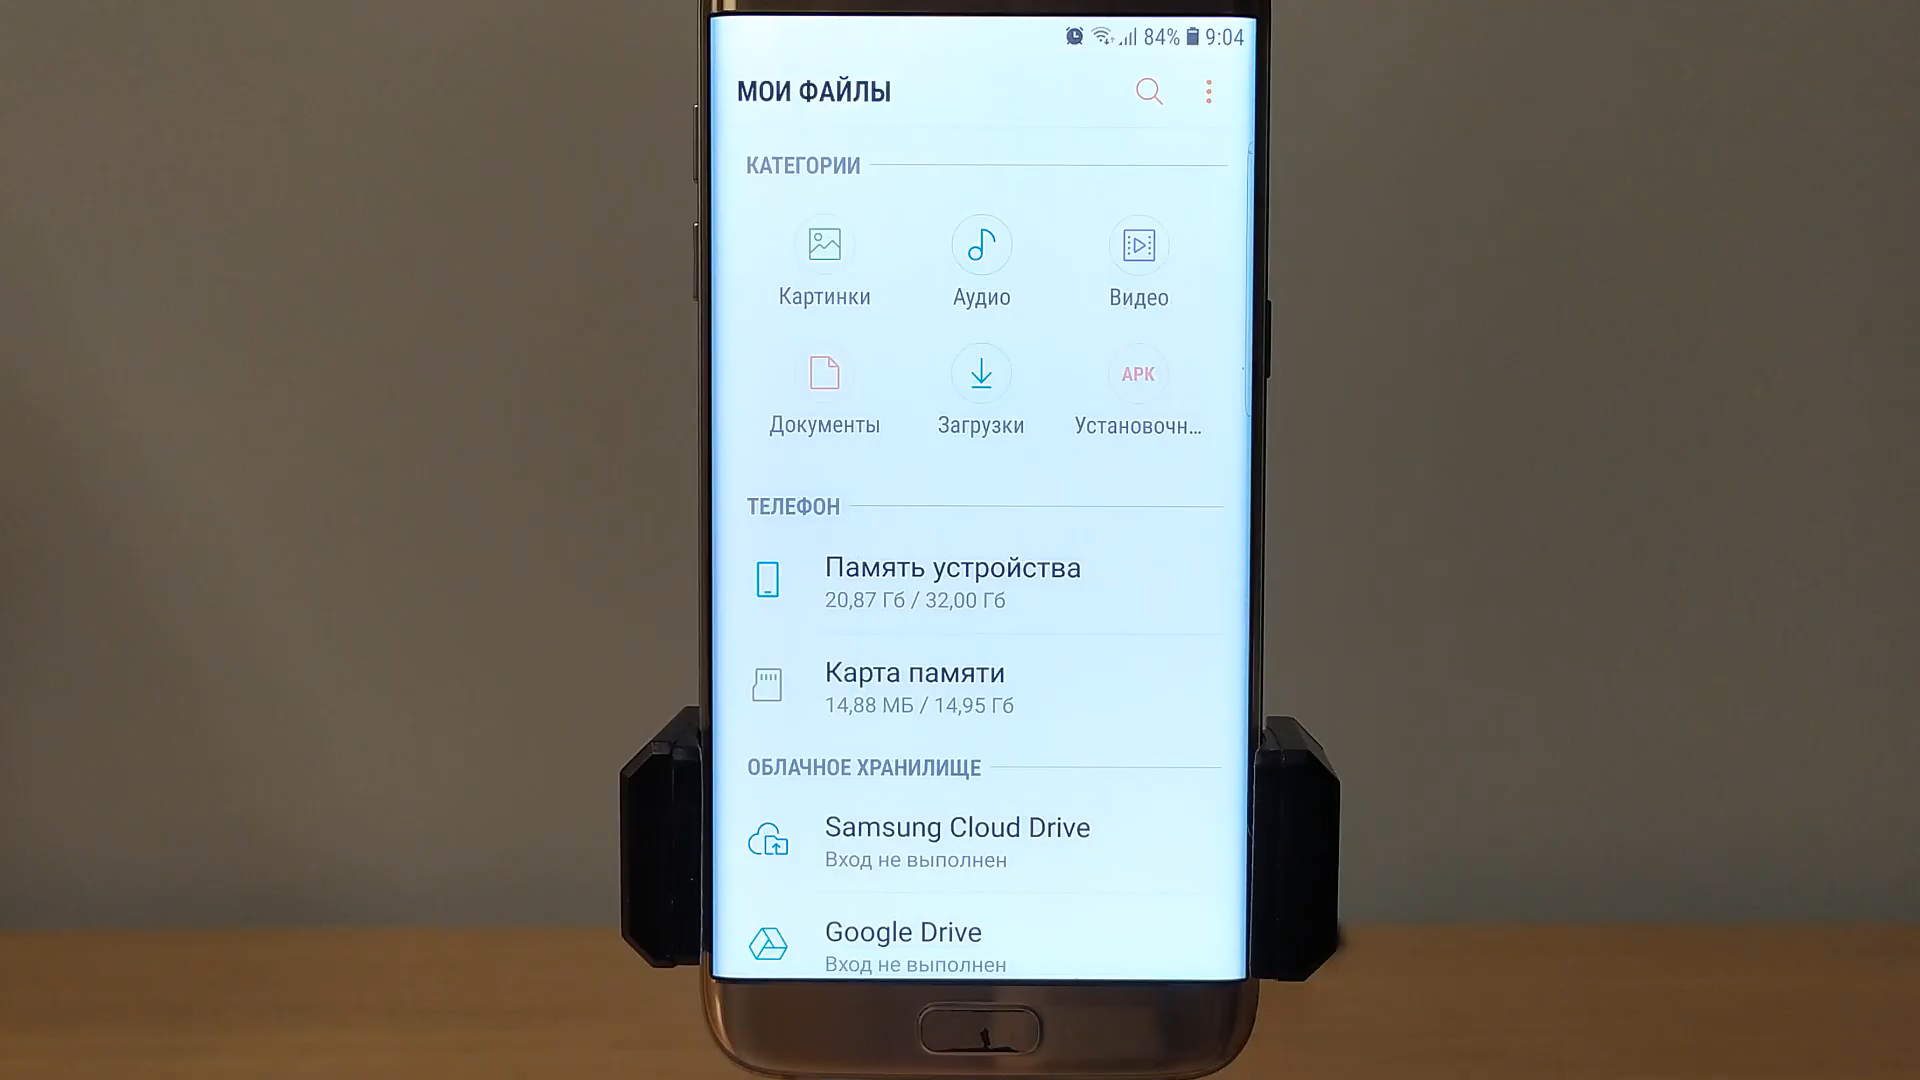 84% 9:04
МОИ ФАЙЛЫ
КАТЕГОРИИ
Картинки Аудио Видео
APK
Документы Загрузки Установочн...
ТЕЛЕФОН
Память устройства
20,87 Гб / 32,00 Гб
Карта памяти
14,88 МБ / 14,95 Гб
ОБЛАЧНОЕ ХРАНИЛИЩЕ
Samsung Cloud Drive
Вход не выполнен
Google Drive
Вход не выполнен